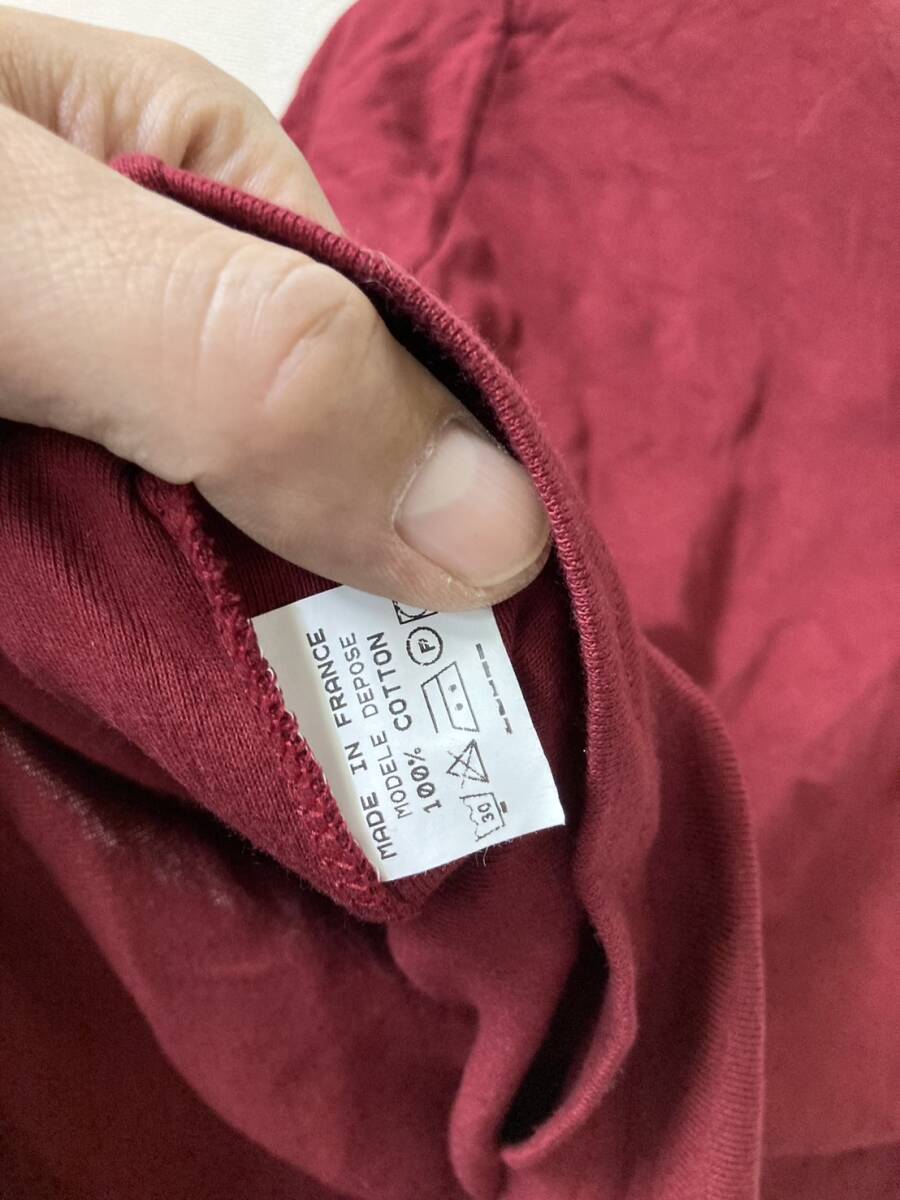 MADE IN FRANCE
MODELE DEPOSE
100% COTTON
30
F